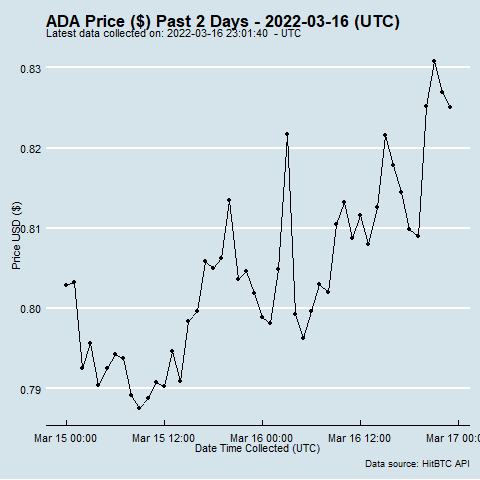 ADA Price ($) Past 2 Days - 2022-03-16 (UTC)
Latest data collected on: 2022-03-16 23:01:40 - UTC
0.83
0.82
0.81
0.80
0.79
Price USD ($)
Mar 15 00:00 Mar 15 12:00 Mar 16 00:00 Mar 16 12:00 Mar 17 00:0
Date Time Collected (UTC)
Data source: HitBTC API